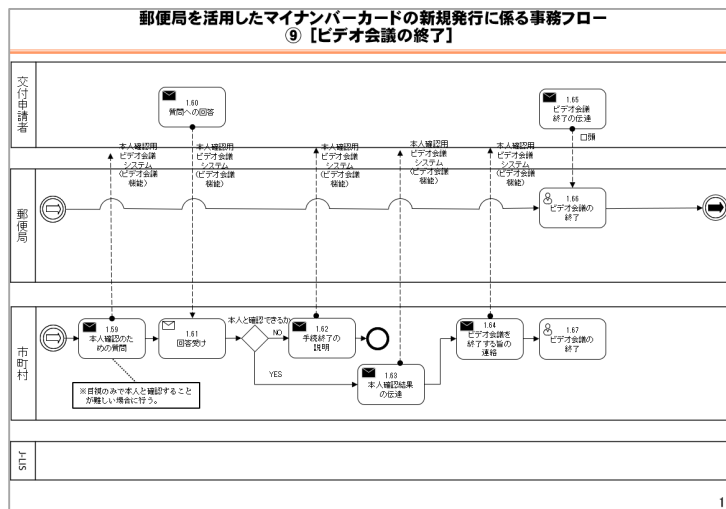 郵便局を活用したマイナンバーカードの新規発行に係る事務フロー
⑨［ビデオ会議の終了］
交付申請者
1.60
質問への回答
1.65
ビデオ会議
終了の伝達
口頭
本人確認用
ビデオ会議
システム
(ビデオ会議
機能)
本人確認用
ビデオ会議
システム
(ビデオ会議
機能)
本人確認用
ビデオ会議
システム
(ビデオ会議
機能)
本人確認用
ビデオ会議
システム
(ビデオ会議
機能)
本人確認用
ビデオ会議
システム
(ビデオ会議
機能)
郵便局
1.66
ビデオ会議の
終了
市町村
1.59
本人確認のた
めの質問
1.61
回答受け
本人と確認できるか
NO
YES
1.62
手続終了の
説明
1.63
本人確認結果
の伝達
1.64
ビデオ会議を
終了する旨の
連絡
1.67
ビデオ会議の
終了
※目視のみで本人と確認すること
が難しい場合に行う。
J-LIS
1